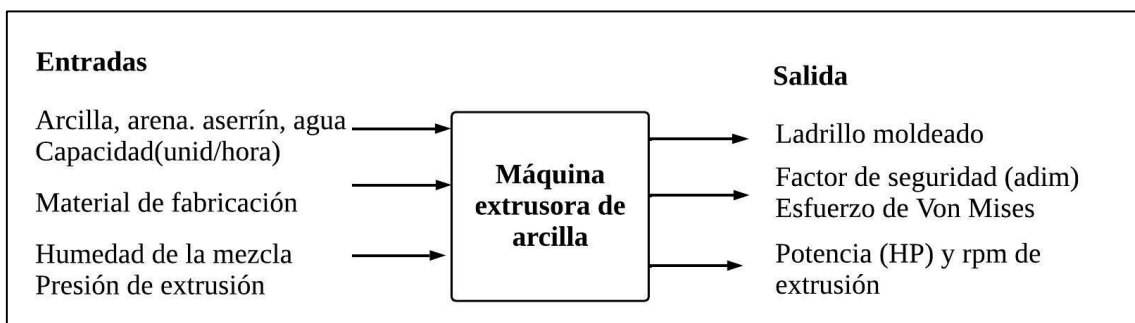 Entradas
Arcilla, arena. aserrín, agua
Capacidad(unid/hora)
Material de fabricación
Humedad de la mezcla
Presión de extrusión
Máquina
extrusora de
arcilla
Salida
Ladrillo moldeado
Factor de seguridad (adim)
Esfuerzo de Von Mises
Potencia (HP) y rpm de
extrusión